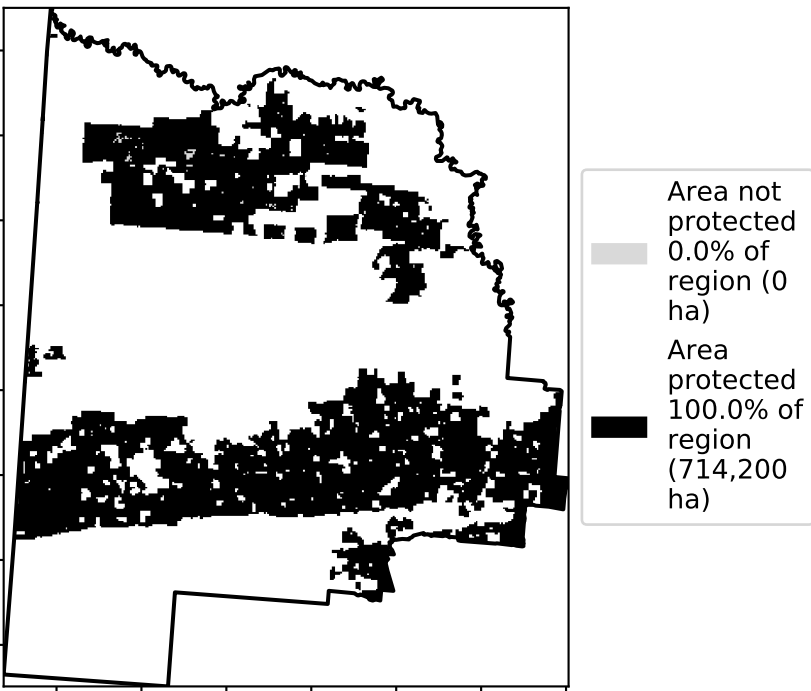 Area not
protected
0.0% of
region (0
ha)
Area
protected
100.0% of
region
(714,200
ha)